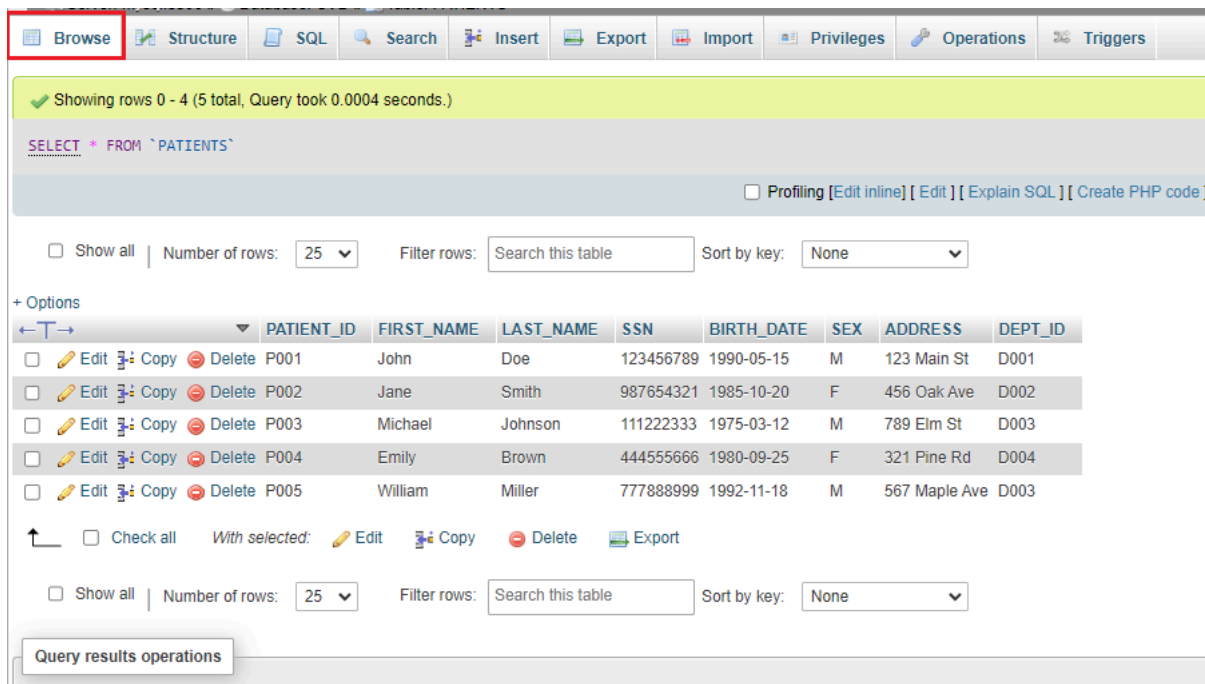 Browse Structure SQL Search Insert Export Import Privileges Operations Triggers
Showing rows 0 - 4 (5 total, Query took 0.0004 seconds.)
SELECT * FROM `PATIENTS`
Profiling [Edit inline] [ Edit ] [ Explain SQL ] [ Create PHP code ]
Show all | Number of rows: 25 Filter rows: Search this table Sort by key: None
+ Options
←T→ PATIENT_ID FIRST_NAME LAST_NAME SSN BIRTH_DATE SEX ADDRESS DEPT_ID
Edit Copy Delete P001 John Doe 123456789 1990-05-15 M 123 Main St D001
Edit Copy Delete P002 Jane Smith 987654321 1985-10-20 F 456 Oak Ave D002
Edit Copy Delete P003 Michael Johnson 111222333 1975-03-12 M 789 Elm St D003
Edit Copy Delete P004 Emily Brown 444555666 1980-09-25 F 321 Pine Rd D004
Edit Copy Delete P005 William Miller 777888999 1992-11-18 M 567 Maple Ave D003
Check all With selected: Edit Copy Delete Export
Show all | Number of rows: 25 Filter rows: Search this table Sort by key: None
Query results operations